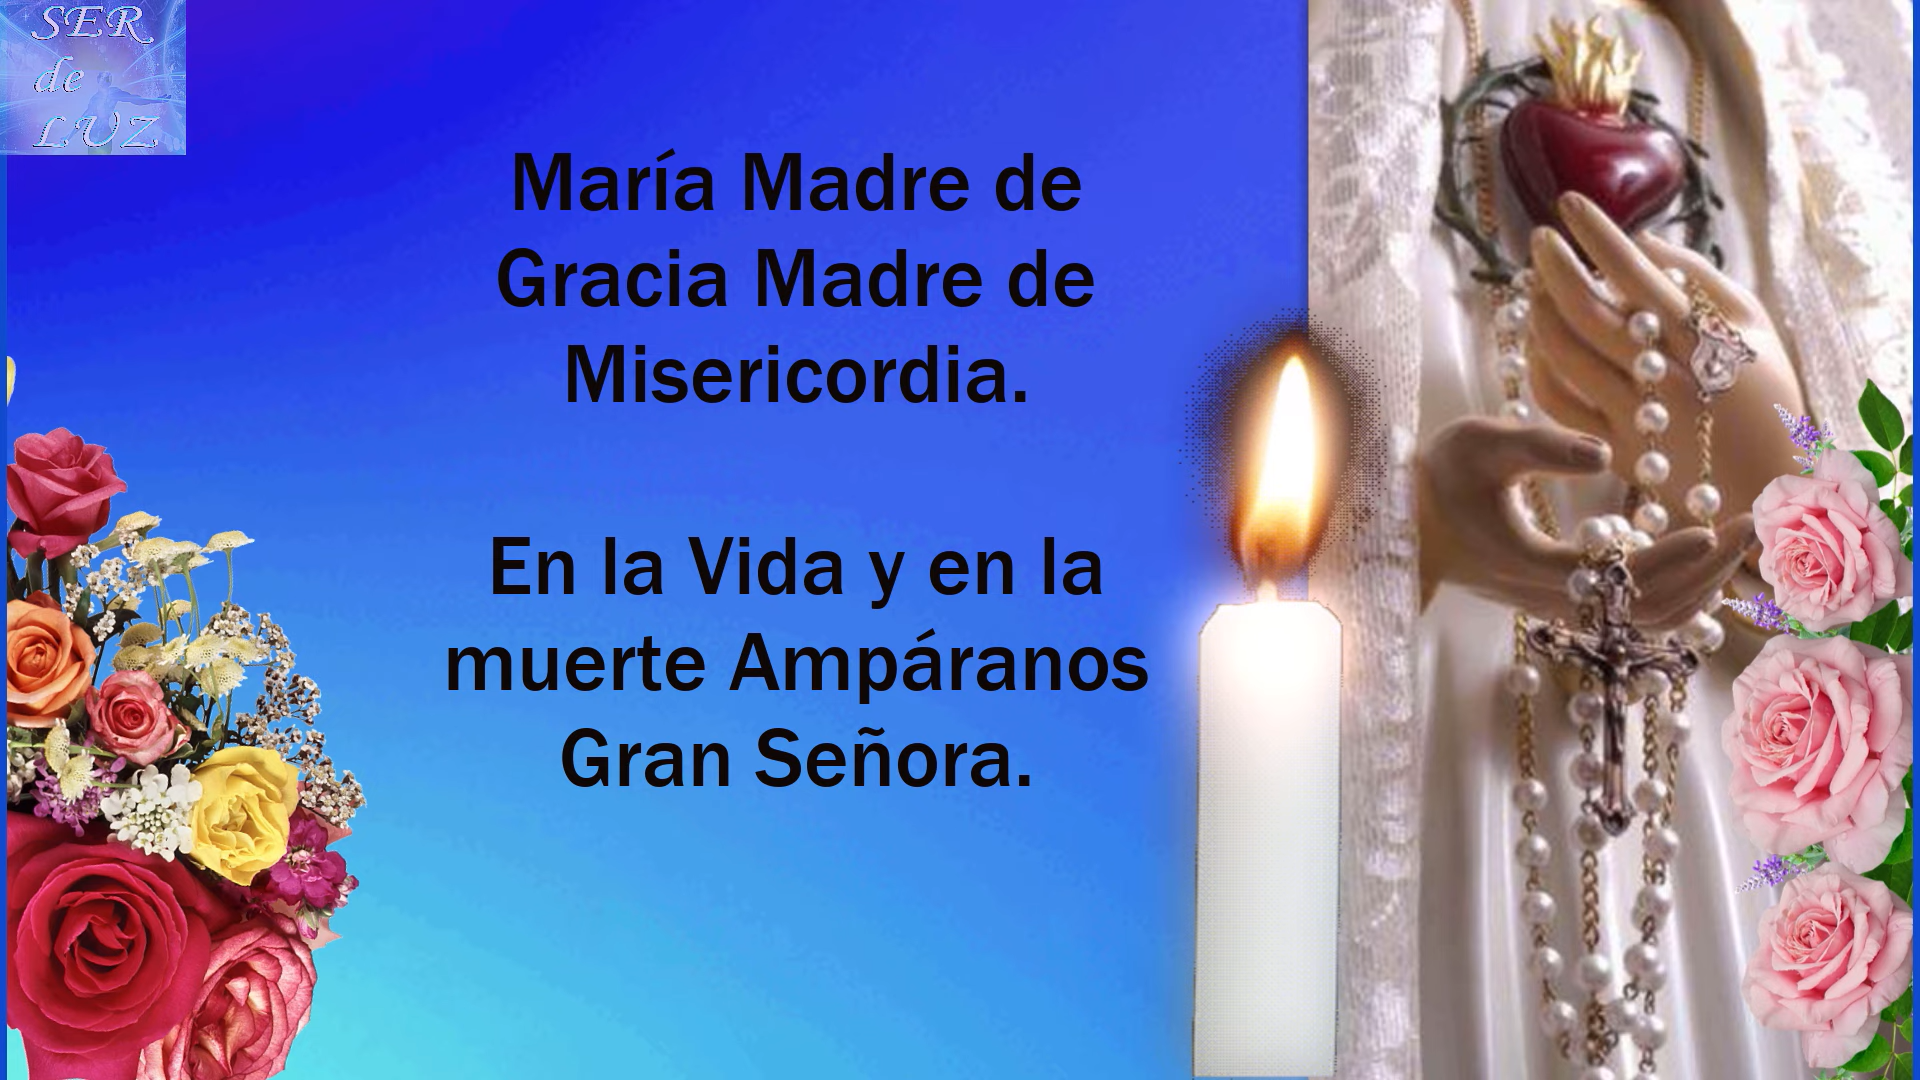 SER
de
LUZ
María Madre de
Gracia Madre de
Misericordia.
En la Vida y en la
muerte Ampáranos
Gran Señora.